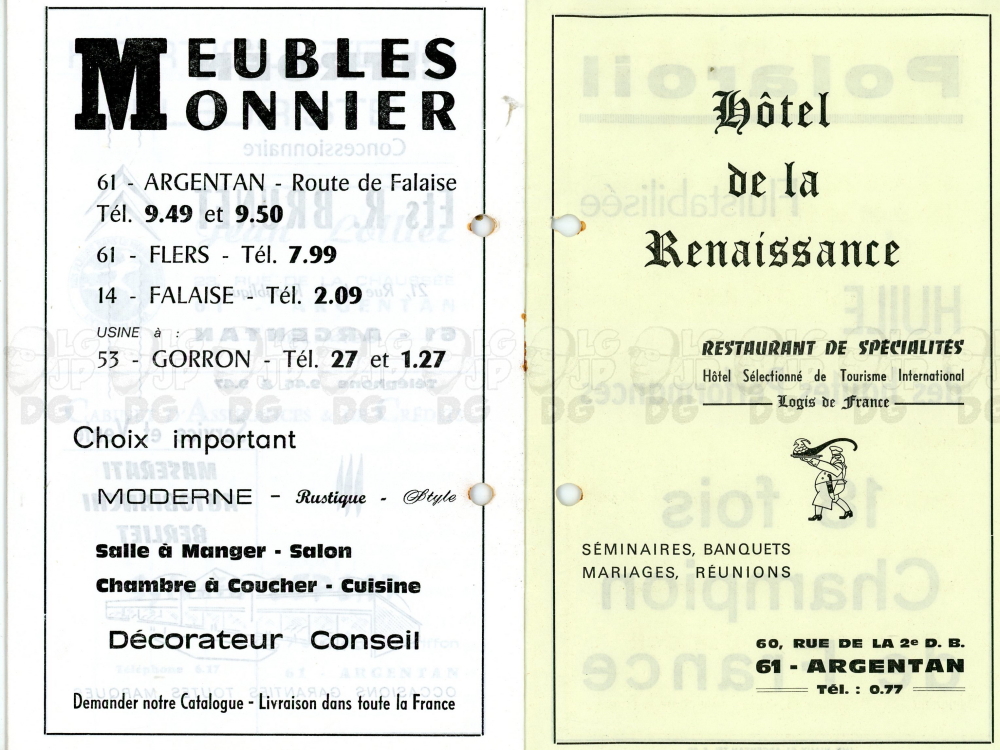 MEUBLES
MONNIER
61 - ARGENTAN - Route de Falaise
Tél. 9.49 et 9.50
61 - FLERS - Tél. 7.99
14 - FALAISE - Tél. 2.09
USINE à :
53 - GORRON - Tél. 27 et 1.27
Choix important
MODERNE - Rustique - Style
Salle à Manger - Salon
Chambre à Coucher - Cuisine
Décorateur Conseil
Demander notre Catalogue - Livraison dans toute la France
Hôtel
de la
Renaissance
RESTAURANT DE SPÉCIALITÉS
Hôtel Sélectionné de Tourisme International
Logis de France
SÉMINAIRES, BANQUETS
MARIAGES, RÉUNIONS
60, RUE DE LA 2e D. B.
61 - ARGENTAN
Tél. : 0.77